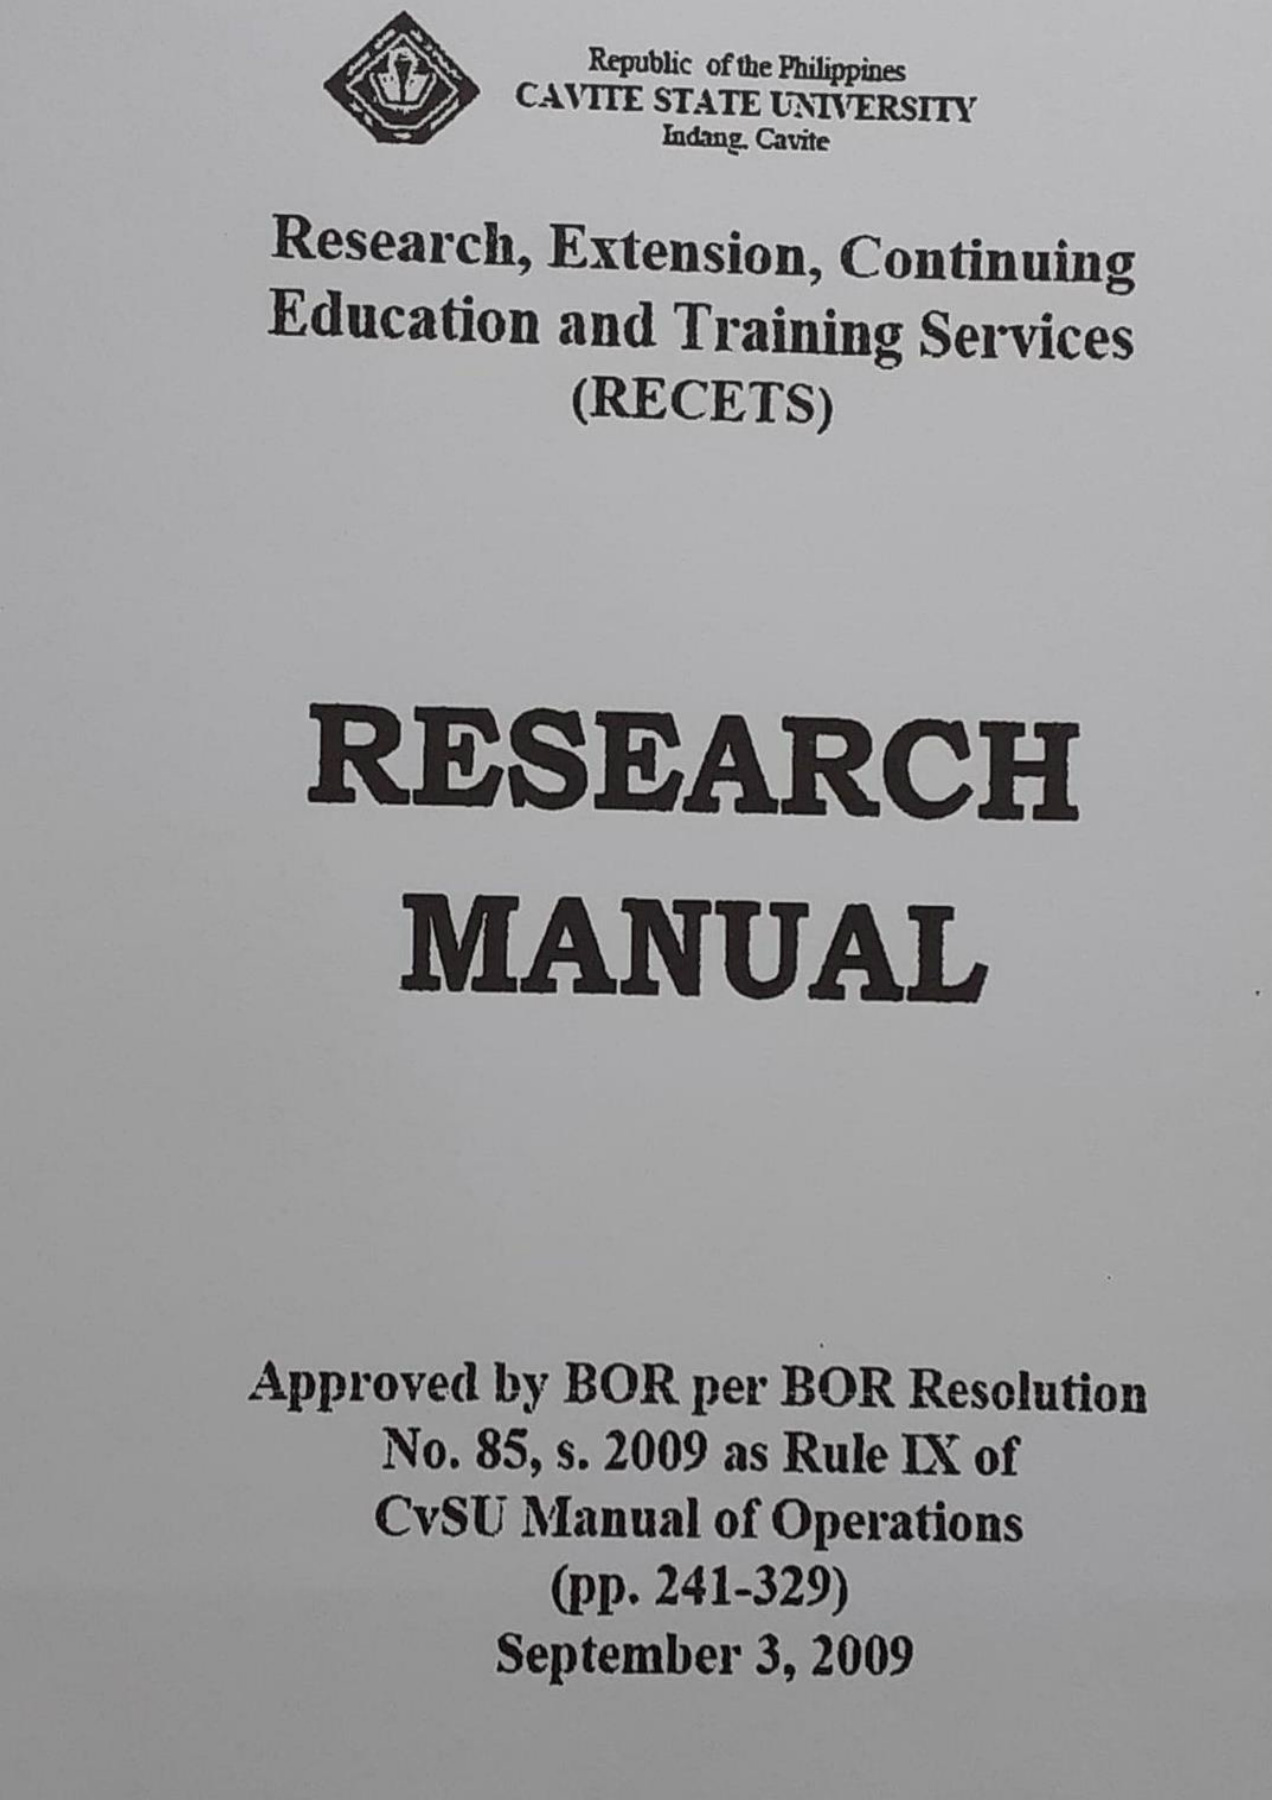 Republic of the Philippines
CAVITE STATE UNIVERSITY
Indang, Cavite
Research, Extension, Continuing
Education and Training Services
(RECETS)
RESEARCH
MANUAL
Approved by BOR per BOR Resolution
No. 85, s. 2009 as Rule IX of
CvSU Manual of Operations
(pp. 241-329)
September 3, 2009